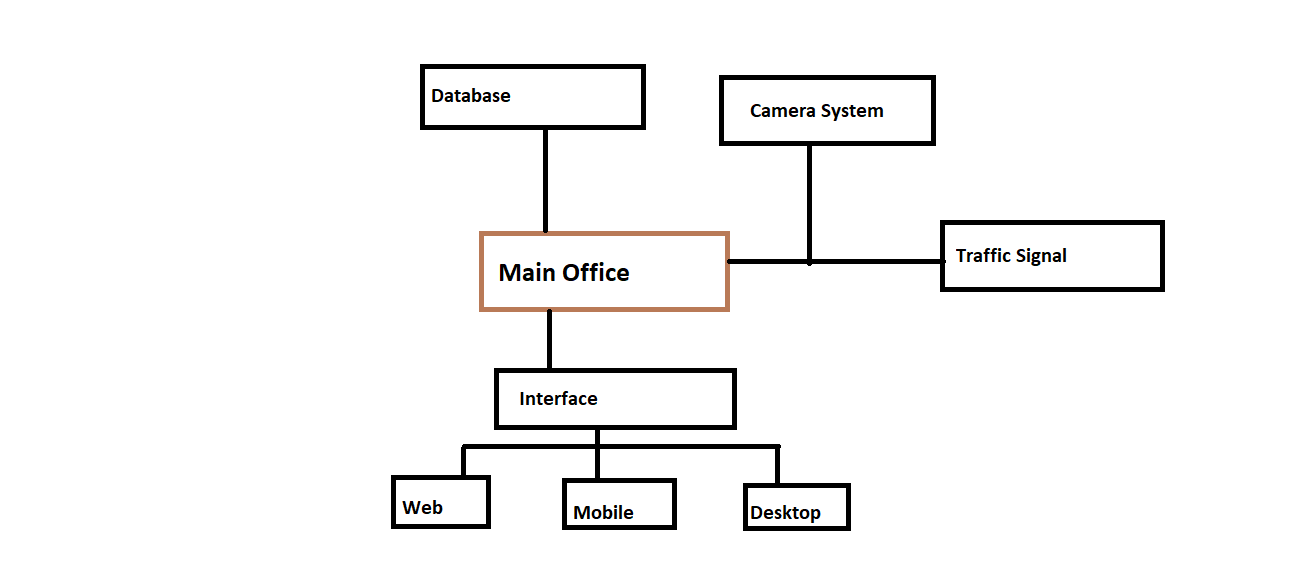 Database
Camera System
Traffic Signal
Main Office
Interface
Web
Mobile
Desktop